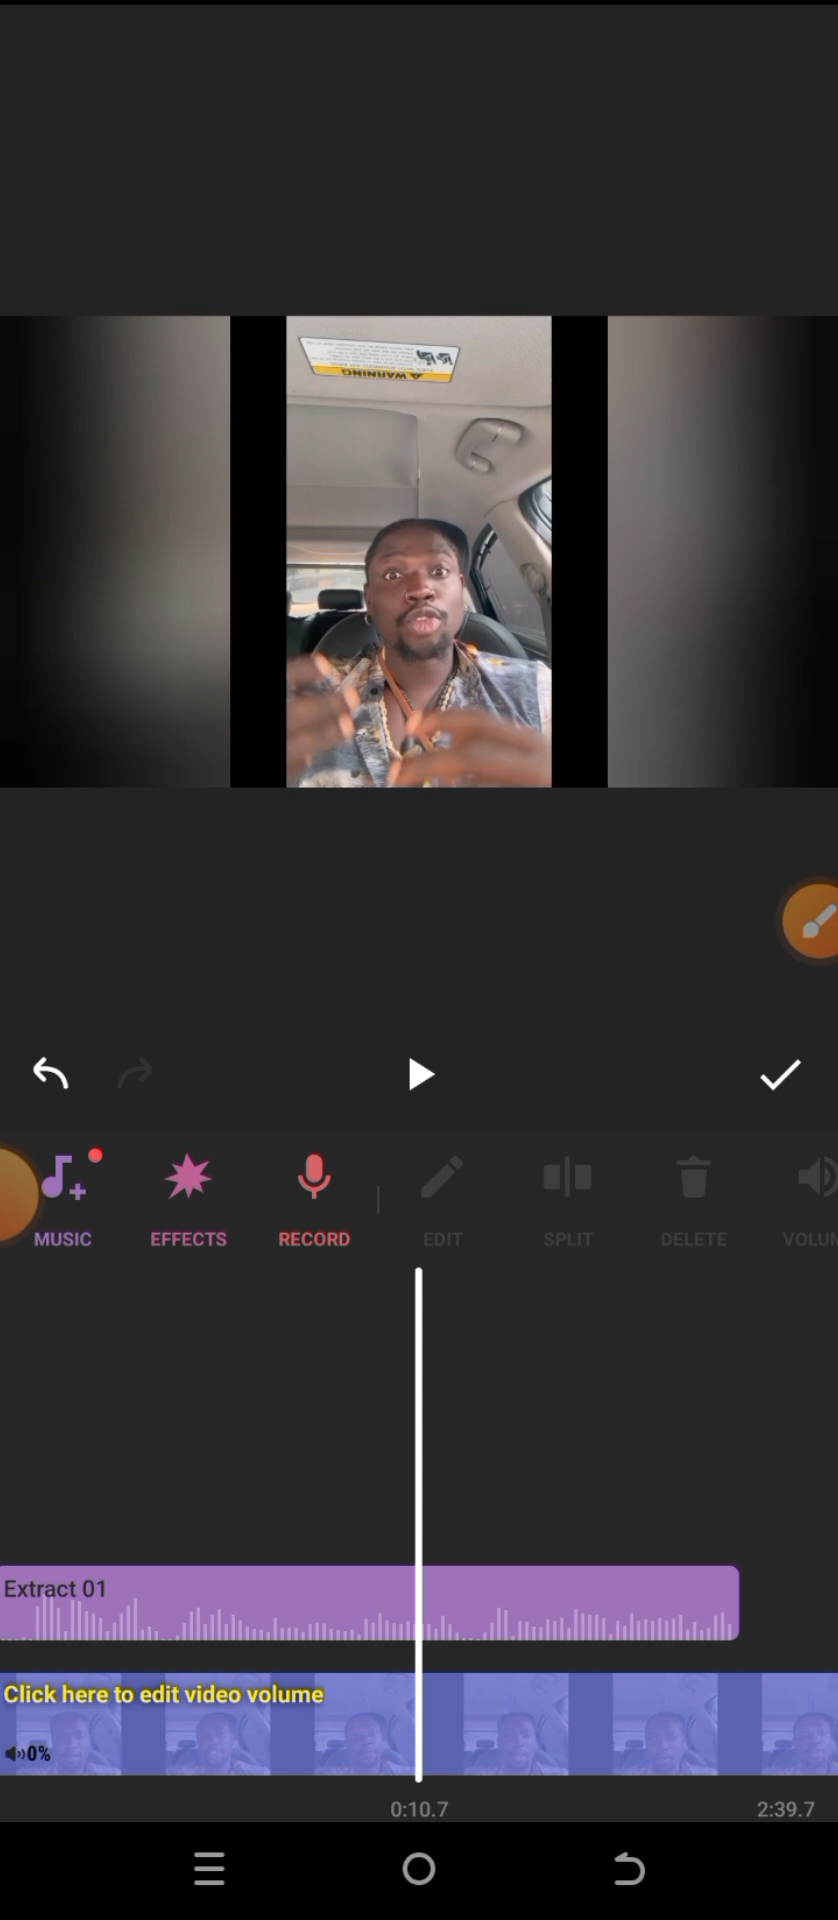 WARNING
MUSIC
EFFECTS
RECORD
EDIT
SPLIT
DELETE
VOLUM
Extract 01
Click here to edit video volume
0%
0:10.7
2:39.7